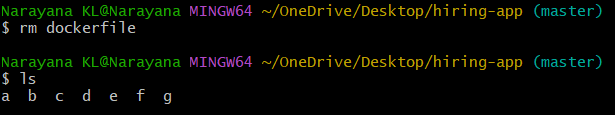 Narayana KL@Narayana MINGW64 ~/OneDrive/Desktop/hiring-app (master)
$ rm dockerfile
Narayana KL@Narayana MINGW64 ~/OneDrive/Desktop/hiring-app (master)
$ ls
a b c d e f g